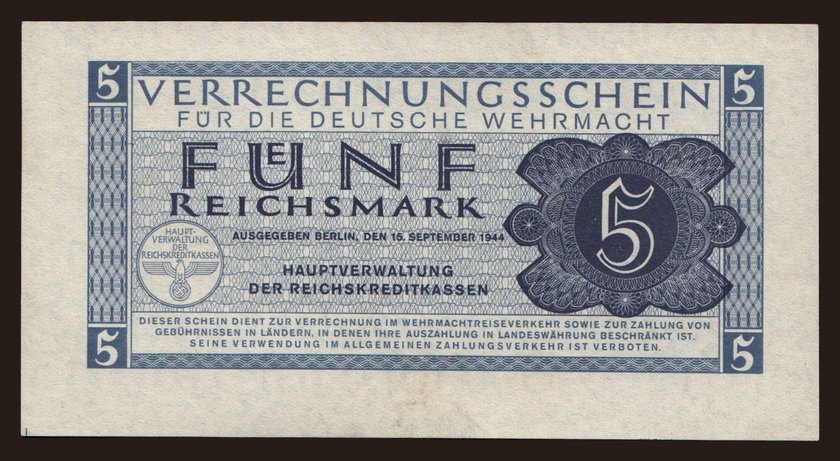 5
5
VERRECHNUNGSSCHEIN
FÜR DIE DEUTSCHE WEHRMACHT
FUENF
REICHSMARK
AUSGEGEBEN BERLIN, DEN 15. SEPTEMBER 1944
HAUPT-
VERWALTUNG
DER
REICHSKREDITKASSEN
HAUPTVERWALTUNG
DER REICHSKREDITKASSEN
5
DIESER SCHEIN DIENT ZUR VERRECHNUNG IM WEHRMACHTREISEVERKEHR SOWIE ZUR ZAHLUNG VON
GEBÜHRNISSEN IN LÄNDERN, IN DENEN IHRE AUSZAHLUNG IN LANDESWÄHRUNG BESCHRÄNKT IST.
SEINE VERWENDUNG IM ALLGEMEINEN ZAHLUNGSVERKEHR IST VERBOTEN.
5
5